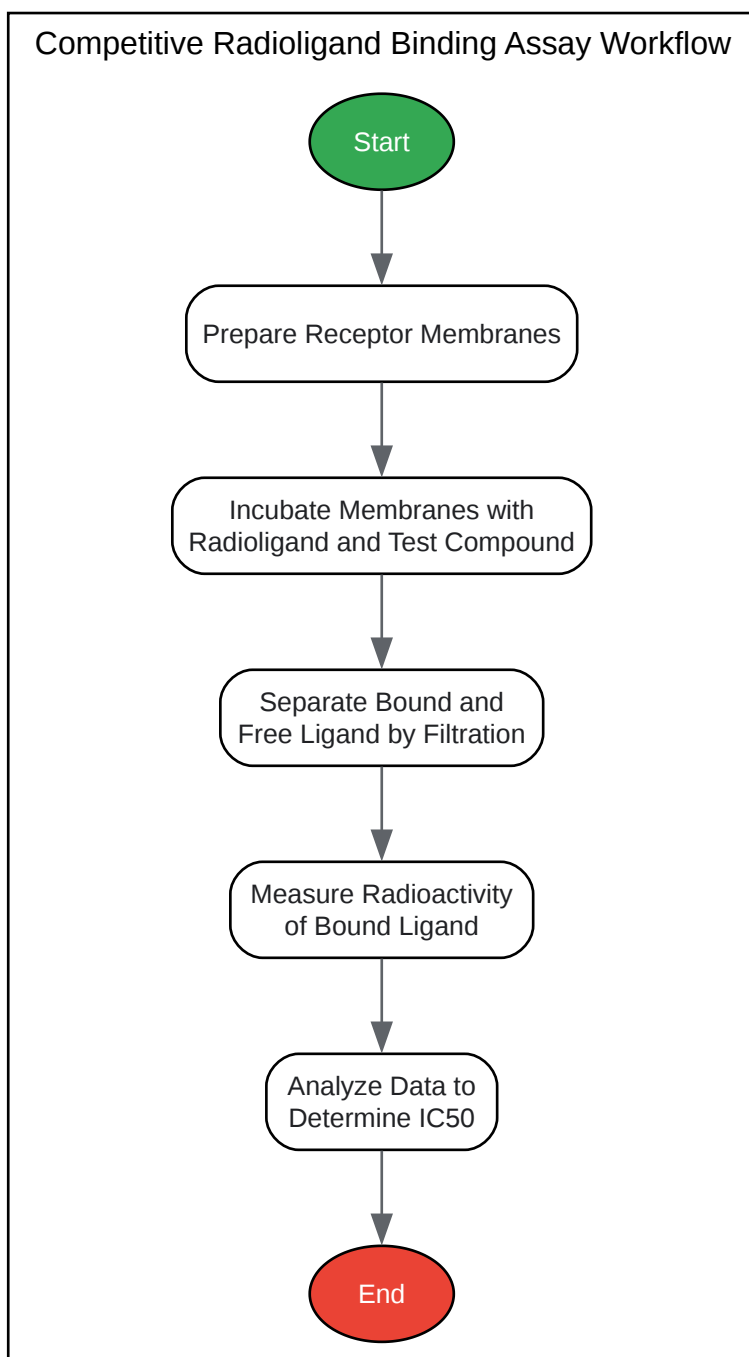 Competitive Radioligand Binding Assay Workflow
Start
Prepare Receptor Membranes
Incubate Membranes with
Radioligand and Test Compound
Separate Bound and
Free Ligand by Filtration
Measure Radioactivity
of Bound Ligand
Analyze Data to
Determine IC50
End